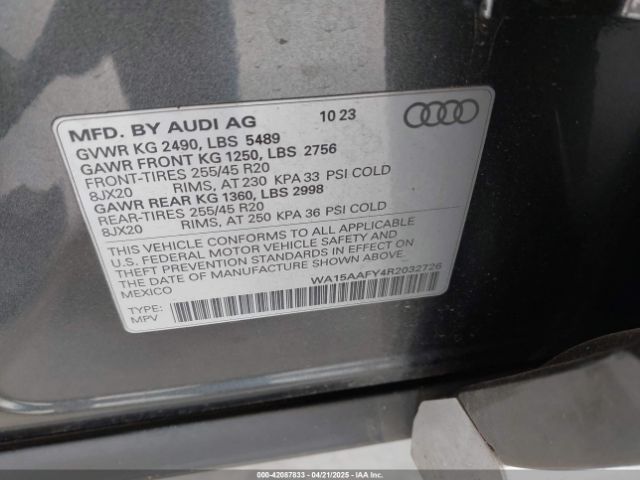 MFD. BY AUDI AG 10 23
GVWR KG 2490, LBS 5489
GAWR FRONT KG 1250, LBS 2756
FRONT-TIRES 255/45 R20
8JX20 RIMS, AT 230 KPA 33 PSI COLD
GAWR REAR KG 1360, LBS 2998
REAR-TIRES 255/45 R20
8JX20 RIMS, AT 250 KPA 36 PSI COLD
THIS VEHICLE CONFORMS TO ALL APPLICABLE
U.S. FEDERAL MOTOR VEHICLE SAFETY AND
THEFT PREVENTION STANDARDS IN EFFECT ON
THE DATE OF MANUFACTURE SHOWN ABOVE.
MEXICO
WA15AAFY4R2032726
TYPE:
MPV
000-42087833 - 04/21/2025 - IAAI.COM